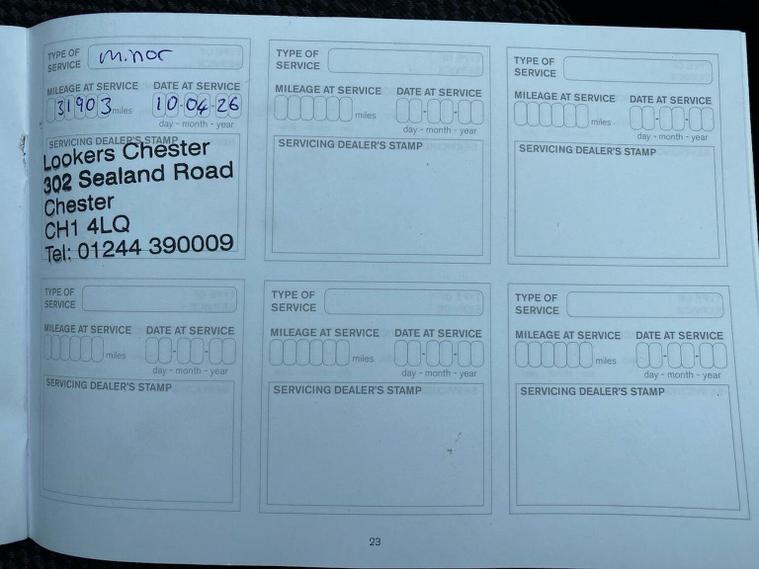 TYPE OF SERVICE minor
MILEAGE AT SERVICE DATE AT SERVICE
31903 miles 10-04-26
day - month - year
SERVICING DEALER'S STAMP
Lookers Chester
302 Sealand Road
Chester
CH1 4LQ
Tel: 01244 390009
TYPE OF
SERVICE
MILEAGE AT SERVICE DATE AT SERVICE
miles
day - month - year
SERVICING DEALER'S STAMP
TYPE OF
SERVICE
MILEAGE AT SERVICE DATE AT SERVICE
miles
day - month - year
SERVICING DEALER'S STAMP
TYPE OF
SERVICE
MILEAGE AT SERVICE DATE AT SERVICE
miles
day - month - year
SERVICING DEALER'S STAMP
TYPE OF
SERVICE
MILEAGE AT SERVICE DATE AT SERVICE
miles
day - month - year
SERVICING DEALER'S STAMP
TYPE OF
SERVICE
MILEAGE AT SERVICE DATE AT SERVICE
miles
day - month - year
SERVICING DEALER'S STAMP
23